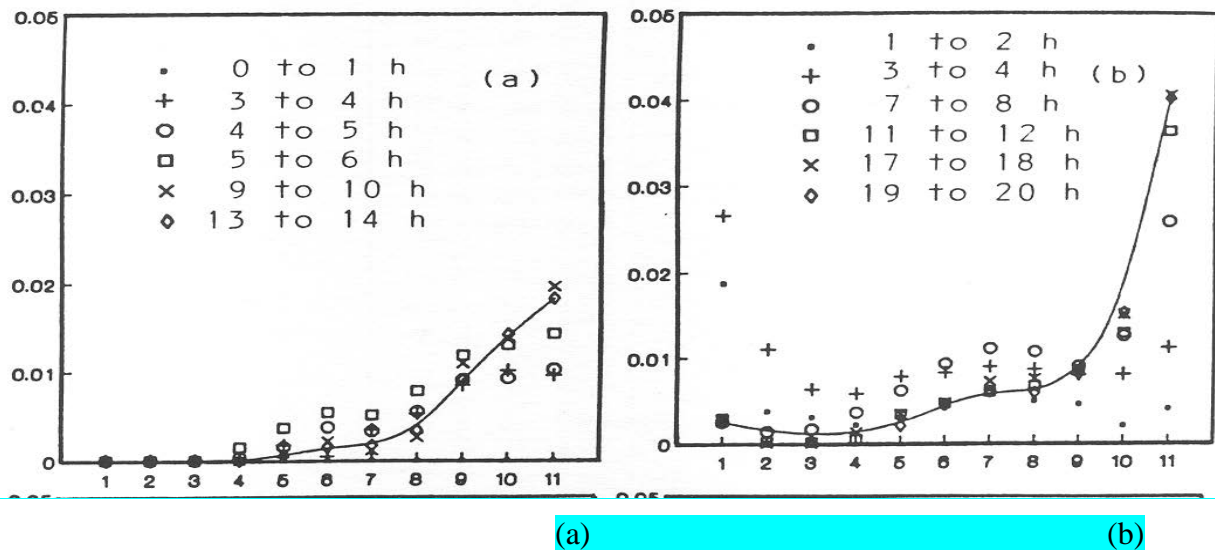 0.05
0.04
0.03
0.02
0.01
0
(a)
0 to 1 h
3 to 4 h
4 to 5 h
5 to 6 h
9 to 10 h
13 to 14 h
1 2 3 4 5 6 7 8 9 10 11
0.05
0.04
0.03
0.02
0.01
0
(b)
1 to 2 h
3 to 4 h
7 to 8 h
11 to 12 h
17 to 18 h
19 to 20 h
1 2 3 4 5 6 7 8 9 10 11
(a) (b)